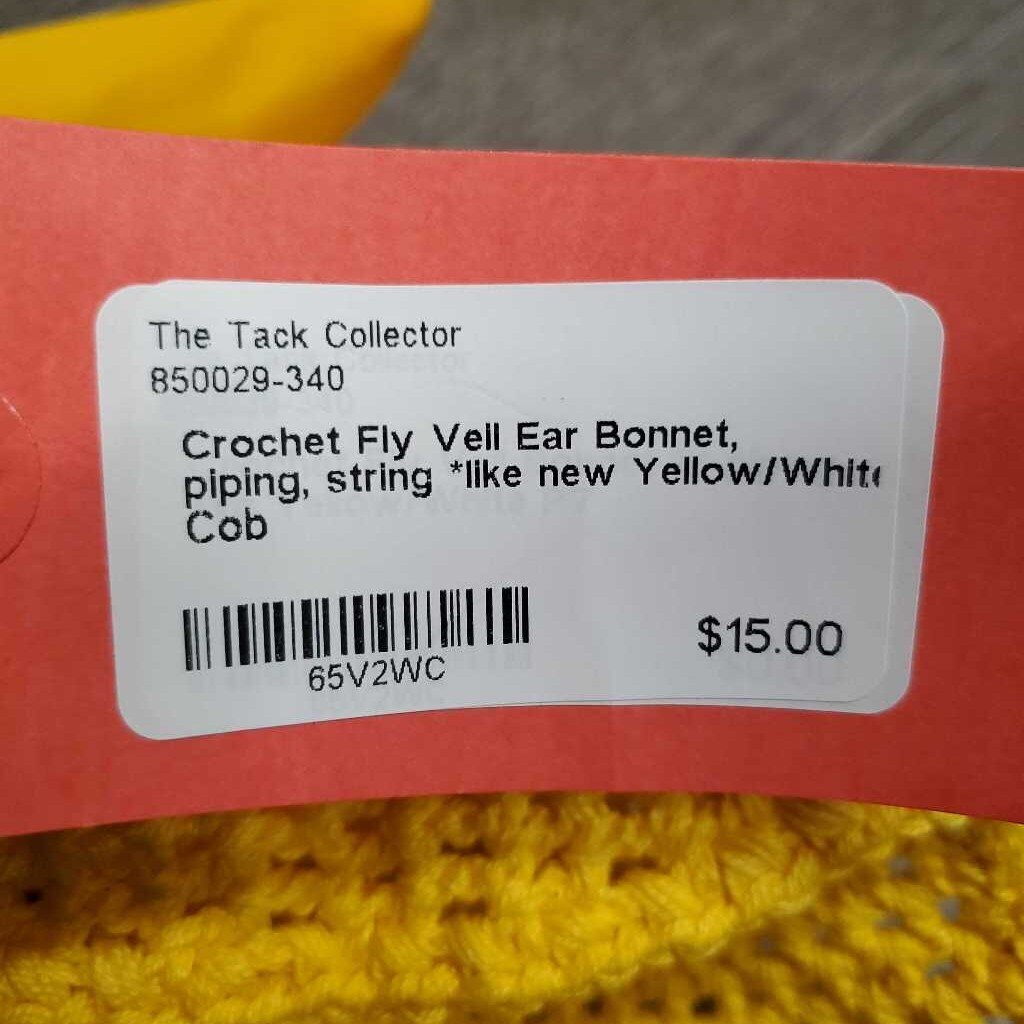 The Tack Collector
850029-340
Crochet Fly Veil Ear Bonnet,
piping, string *like new Yellow/White
Cob
65V2WC
$15.00